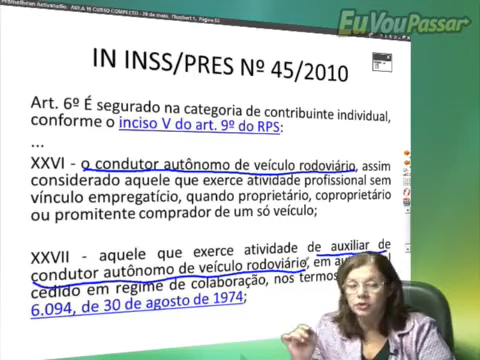 EuVouPassar
IN INSS/PRES Nº 45/2010
Art. 6º É segurado na categoria de contribuinte individual,
conforme o inciso V do art. 9º do RPS:
...
XXVI - o condutor autônomo de veículo rodoviário, assim
considerado aquele que exerce atividade profissional sem
vínculo empregatício, quando proprietário, coproprietário
ou promitente comprador de um só veículo;
XXVII - aquele que exerce atividade de auxiliar de
condutor autônomo de veículo rodoviário, em
cedido em regime de colaboração, nos termos
6.094, de 30 de agosto de 1974;